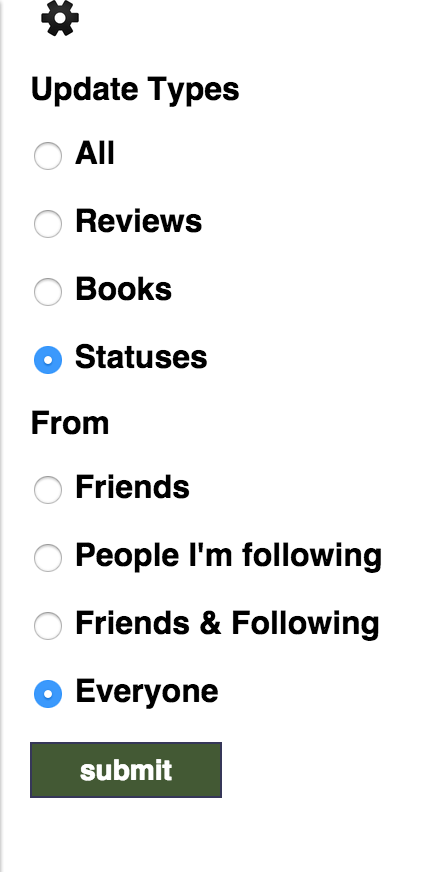 Update Types
All
Reviews
Books
Statuses
From
Friends
People I'm following
Friends & Following
Everyone
submit